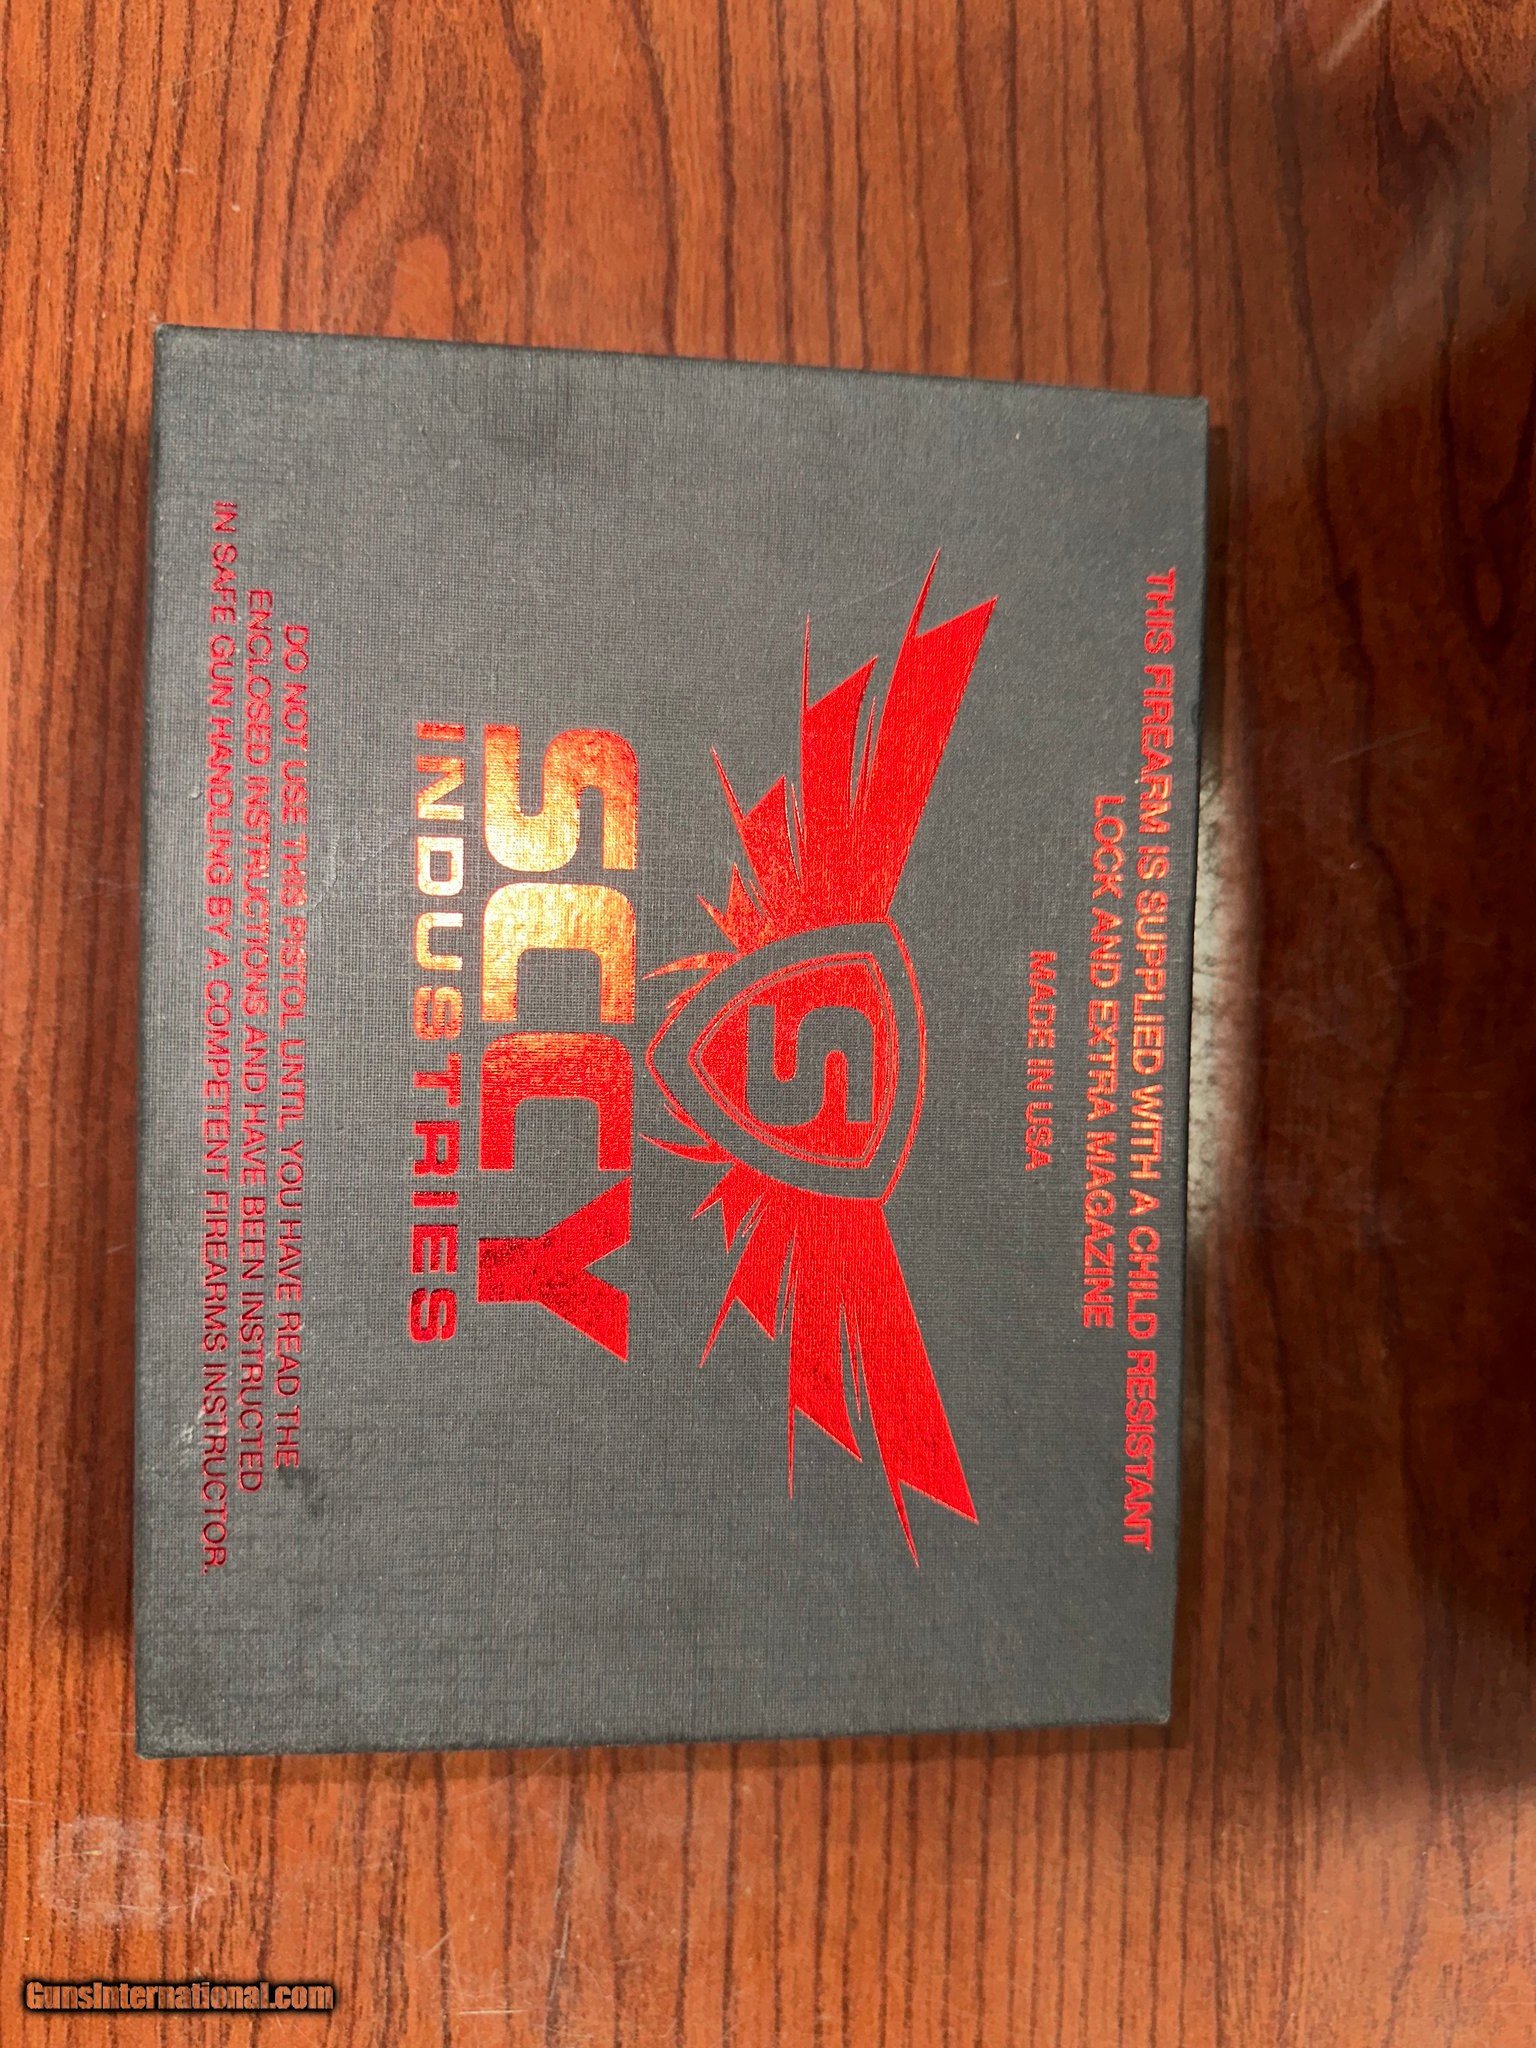 THIS FIREARM IS SUPPLIED WITH A CHILD RESISTANT
LOCK AND EXTRA MAGAZINE
MADE IN USA
S
SCCY
INDUSTRIES
DO NOT USE THIS PISTOL UNTIL YOU HAVE READ THE
ENCLOSED INSTRUCTIONS AND HAVE BEEN INSTRUCTED
IN SAFE GUN HANDLING BY A COMPETENT FIREARMS INSTRUCTOR.
GunsInternational.com